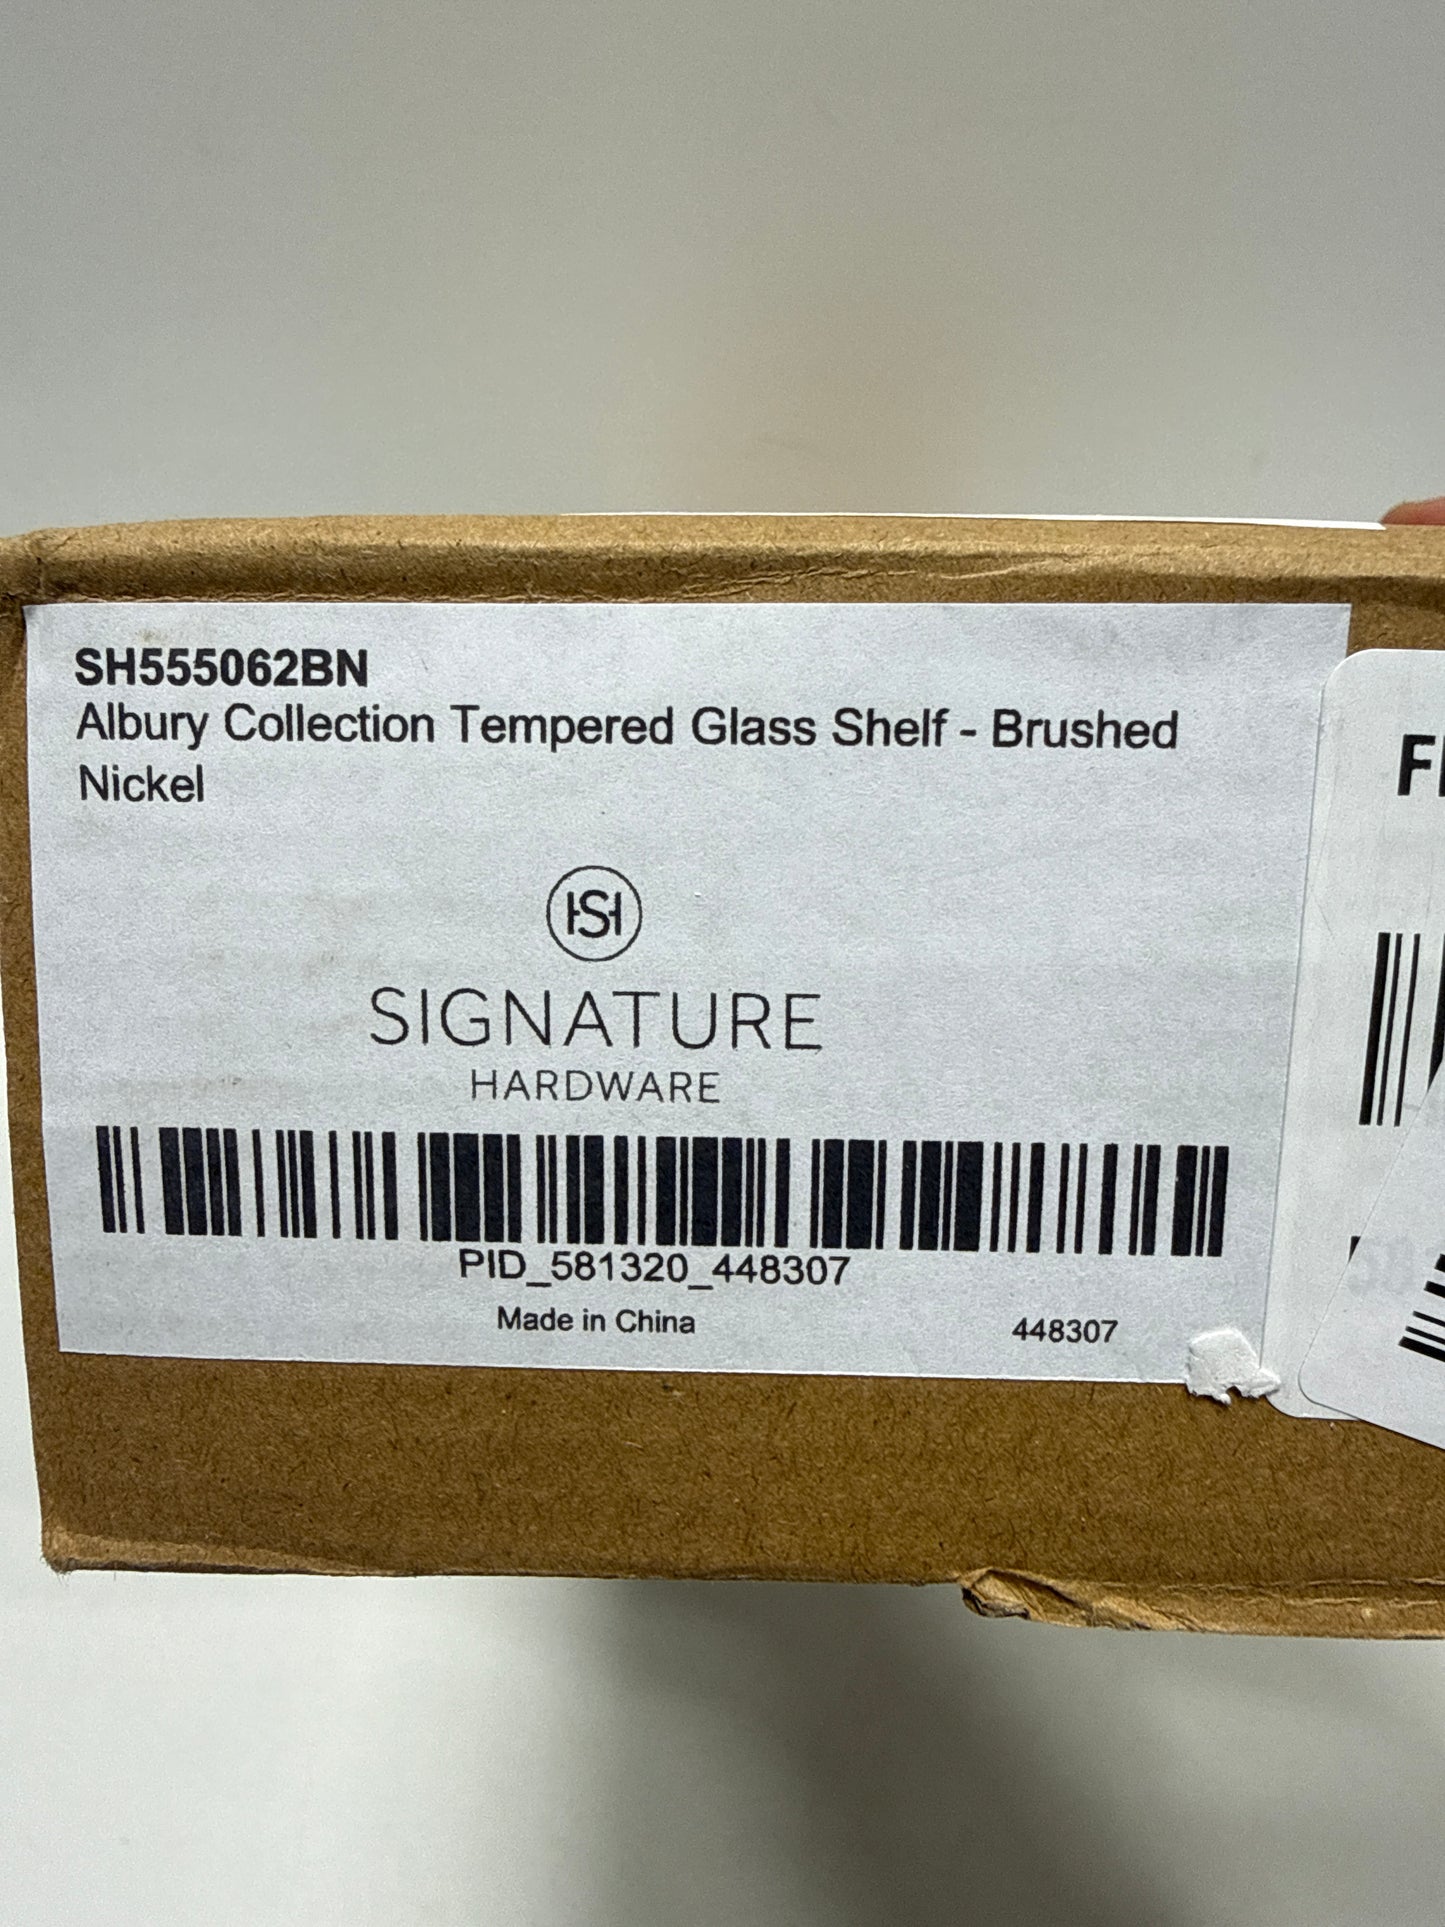 SH555062BN
Albury Collection Tempered Glass Shelf - Brushed
Nickel
SIGNATURE
HARDWARE
PID_581320_448307
Made in China
448307